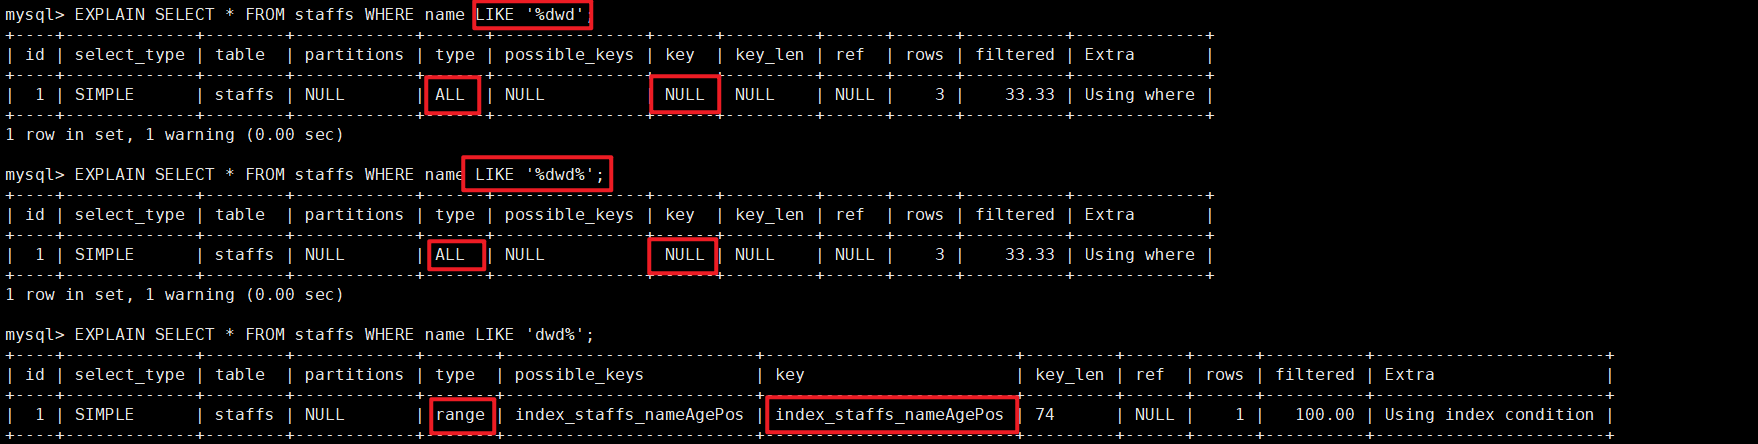 mysql> EXPLAIN SELECT * FROM staffs WHERE name LIKE '%dwd';
+----+-------------+--------+------------+------+---------------+------+---------+------+------+----------+-------------+
| id | select_type | table  | partitions | type | possible_keys | key  | key_len | ref  | rows | filtered | Extra       |
+----+-------------+--------+------------+------+---------------+------+---------+------+------+----------+-------------+
|  1 | SIMPLE      | staffs | NULL       | ALL  | NULL          | NULL | NULL    | NULL |    3 |    33.33 | Using where |
+----+-------------+--------+------------+------+---------------+------+---------+------+------+----------+-------------+
1 row in set, 1 warning (0.00 sec)
mysql> EXPLAIN SELECT * FROM staffs WHERE name LIKE '%dwd%';
+----+-------------+--------+------------+------+---------------+------+---------+------+------+----------+-------------+
| id | select_type | table  | partitions | type | possible_keys | key  | key_len | ref  | rows | filtered | Extra       |
+----+-------------+--------+------------+------+---------------+------+---------+------+------+----------+-------------+
|  1 | SIMPLE      | staffs | NULL       | ALL  | NULL          | NULL | NULL    | NULL |    3 |    33.33 | Using where |
+----+-------------+--------+------------+------+---------------+------+---------+------+------+----------+-------------+
1 row in set, 1 warning (0.00 sec)
mysql> EXPLAIN SELECT * FROM staffs WHERE name LIKE 'dwd%';
+----+-------------+--------+------------+-------+-------------------------+-------------------------+---------+------+------+----------+-----------------------+
| id | select_type | table  | partitions | type  | possible_keys           | key                     | key_len | ref  | rows | filtered | Extra                 |
+----+-------------+--------+------------+-------+-------------------------+-------------------------+---------+------+------+----------+-----------------------+
|  1 | SIMPLE      | staffs | NULL       | range | index_staffs_nameAgePos | index_staffs_nameAgePos | 74      | NULL |    1 |   100.00 | Using index condition |
+----+-------------+--------+------------+-------+-------------------------+-------------------------+---------+------+------+----------+-----------------------+